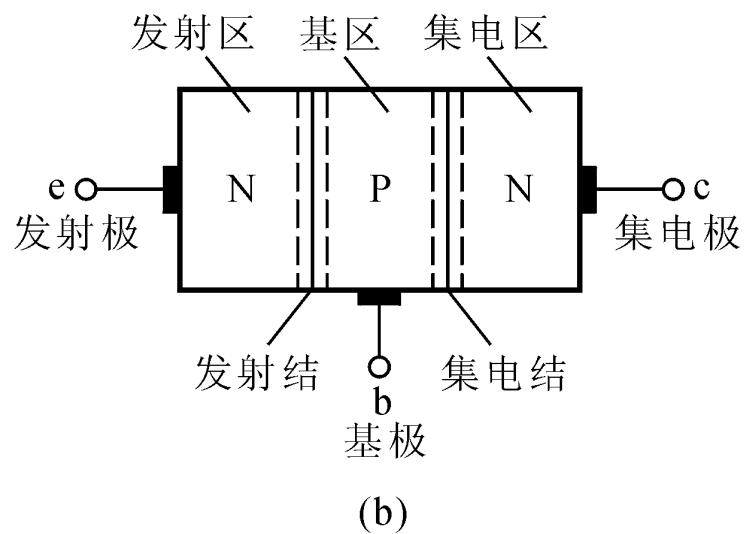 发射区 基区 集电区
N P N
e c
发射极 集电极
发射结 集电结
b
基极
(b)